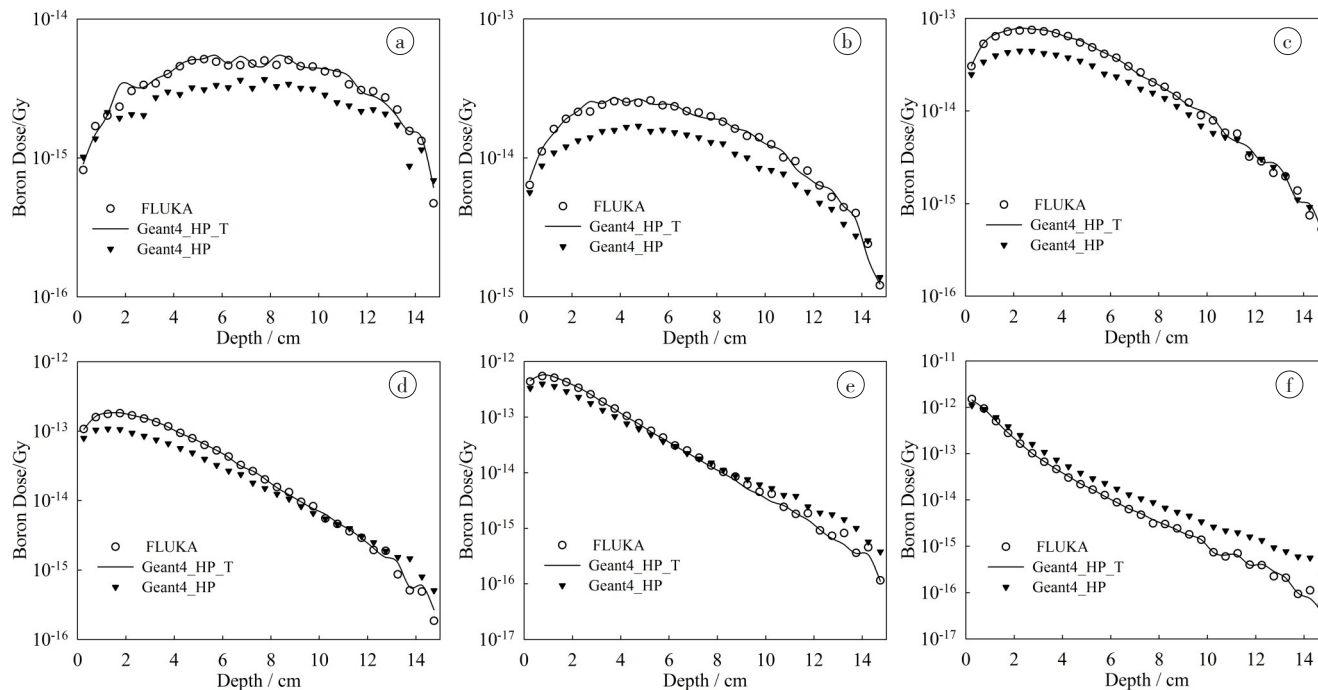 10⁻¹⁴
10⁻¹⁵
10⁻¹⁶
Boron Dose/Gy
a
FLUKA
Geant4_HP_T
Geant4_HP
0 2 4 6 8 10 12 14
Depth / cm
10⁻¹³
10⁻¹⁴
10⁻¹⁵
Boron Dose/Gy
b
FLUKA
Geant4_HP_T
Geant4_HP
0 2 4 6 8 10 12 14
Depth / cm
10⁻¹³
10⁻¹⁴
10⁻¹⁵
10⁻¹⁶
Boron Dose/Gy
c
FLUKA
Geant4_HP_T
Geant4_HP
0 2 4 6 8 10 12 14
Depth / cm
10⁻¹²
10⁻¹³
10⁻¹⁴
10⁻¹⁵
10⁻¹⁶
Boron Dose/Gy
d
FLUKA
Geant4_HP_T
Geant4_HP
0 2 4 6 8 10 12 14
Depth / cm
10⁻¹²
10⁻¹³
10⁻¹⁴
10⁻¹⁵
10⁻¹⁶
10⁻¹⁷
Boron Dose/Gy
e
FLUKA
Geant4_HP_T
Geant4_HP
0 2 4 6 8 10 12 14
Depth / cm
10⁻¹¹
10⁻¹²
10⁻¹³
10⁻¹⁴
10⁻¹⁵
10⁻¹⁶
10⁻¹⁷
Boron Dose/Gy
f
FLUKA
Geant4_HP_T
Geant4_HP
0 2 4 6 8 10 12 14
Depth / cm